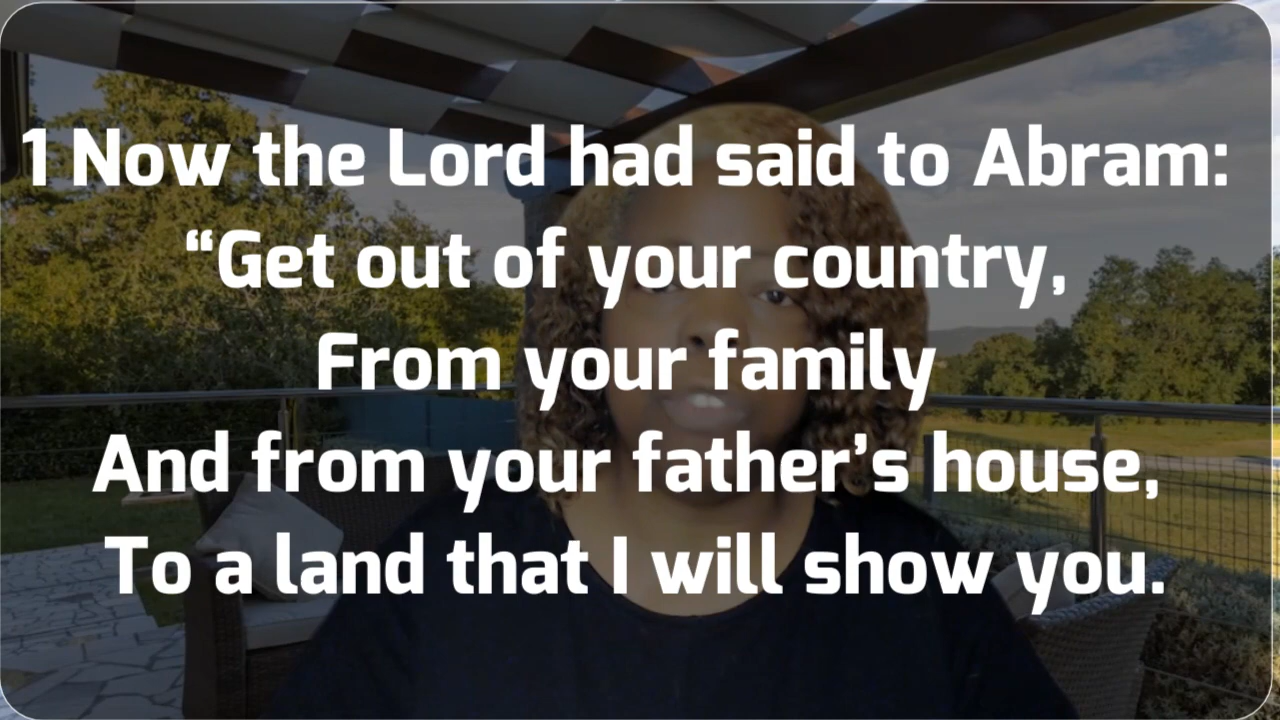 1 Now the Lord had said to Abram:
“Get out of your country,
From your family
And from your father’s house,
To a land that I will show you.